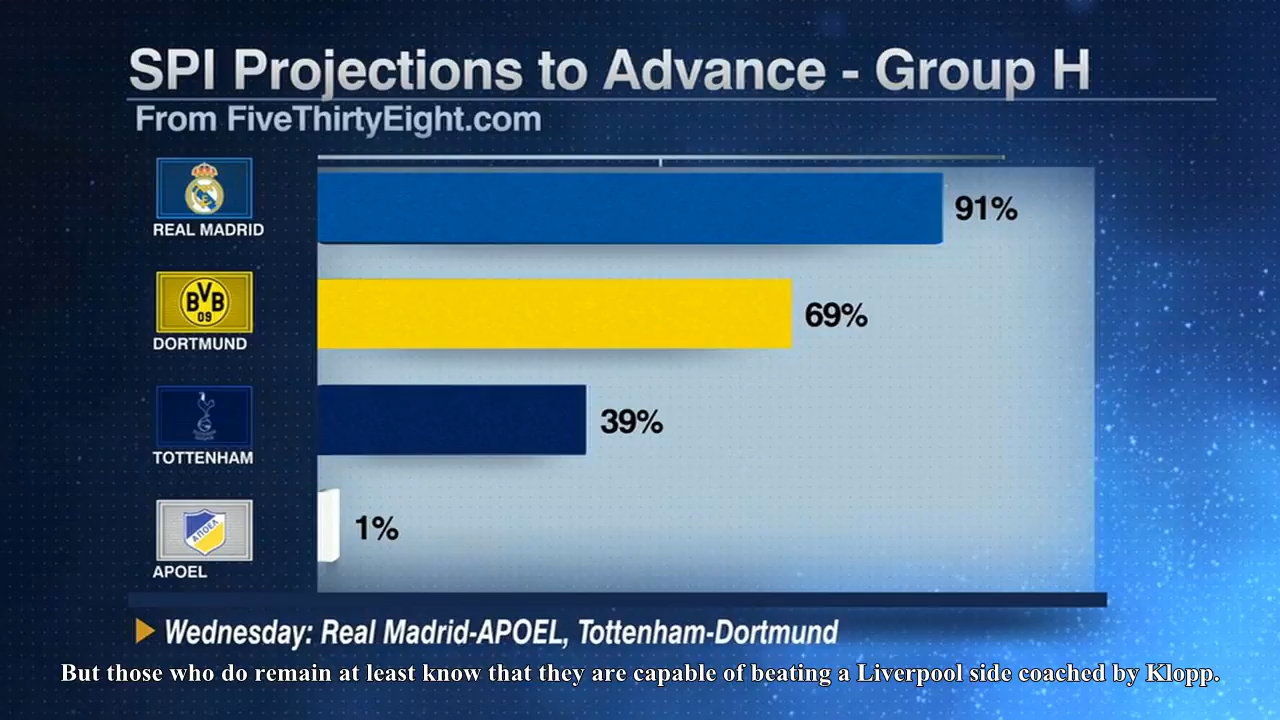 SPI Projections to Advance - Group H
From FiveThirtyEight.com
REAL MADRID
91%
BVB
09
DORTMUND
69%
TOTTENHAM
39%
ΑΠΟΕΛ
APOEL
1%
Wednesday: Real Madrid-APOEL, Tottenham-Dortmund
But those who do remain at least know that they are capable of beating a Liverpool side coached by Klopp.